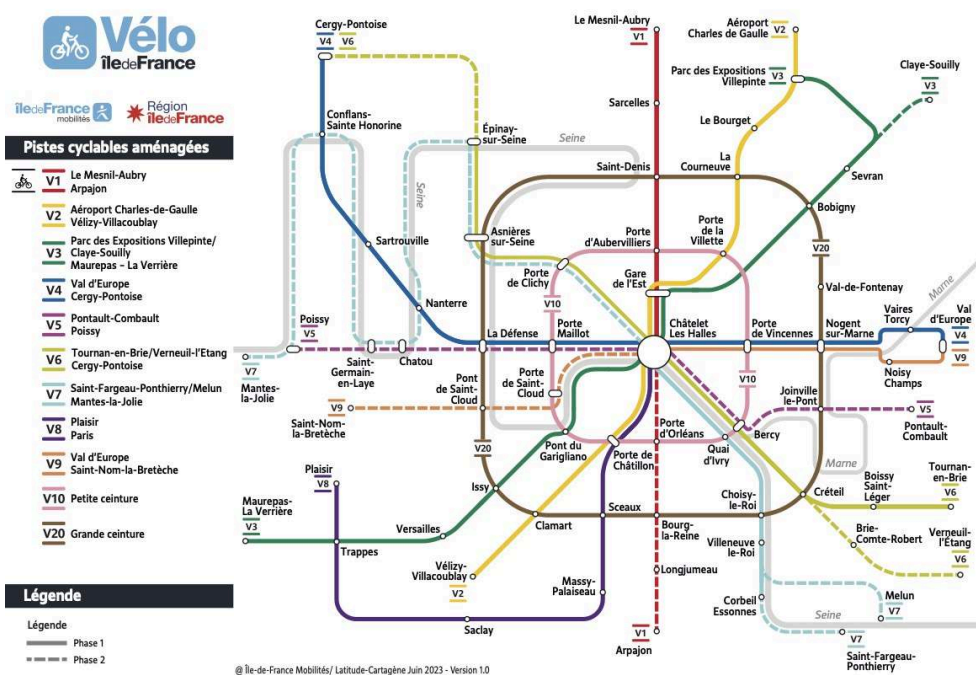 Vélo
îledeFrance
îledeFrance
mobilités
Région
îledeFrance
Pistes cyclables aménagées
V1
Le Mesnil-Aubry
Arpajon
V2
Aéroport Charles-de-Gaulle
Vélizy-Villacoublay
V3
Parc des Expositions Villepinte/
Claye-Souilly
Maurepas – La Verrière
V4
Val d'Europe
Cergy-Pontoise
V5
Pontault-Combault
Poissy
V6
Tournan-en-Brie/Verneuil-l'Etang
Cergy-Pontoise
V7
Saint-Fargeau-Ponthierry/Melun
Mantes-la-Jolie
V8
Plaisir
Paris
V9
Val d'Europe
Saint-Nom-la-Bretèche
V10
Petite ceinture
V20
Grande ceinture
Légende
Légende
Phase 1
Phase 2
Cergy-Pontoise
V4
V6
Le Mesnil-Aubry
V1
Aéroport
Charles de Gaulle
V2
Parc des Expositions
Villepinte
V3
Claye-Souilly
V3
Sarcelles
Le Bourget
Conflans-
Sainte Honorine
Épinay-
sur-Seine
Seine
Seine
Saint-Denis
La
Courneuve
Sevran
Bobigny
Asnières
sur-Seine
Sartrouville
Porte
d'Aubervilliers
Porte
de la
Villette
V20
Porte
de Clichy
Gare
de l'Est
Marne
Nanterre
V10
Val-de-Fontenay
Poissy
V5
La Défense
Porte
Maillot
Châtelet
Les Halles
Porte
de Vincennes
Nogent
sur-Marne
Vaires
Torcy
Val
d'Europe
V4
V9
V7
Mantes-
la-Jolie
Saint-
Germain-
en-Laye
Chatou
Noisy
Champs
Pont
de Saint-
Cloud
Porte
de Saint-
Cloud
V10
Joinville
le-Pont
V9
Saint-Nom-
la-Bretèche
V5
Pontault-
Combault
Porte
d'Orléans
Bercy
Quai
d'Ivry
V20
Pont du
Garigliano
Porte de
Châtillon
Marne
Plaisir
V8
Issy
Créteil
Boissy
Saint-
Léger
Tournan-
en-Brie
V6
Maurepas-
La Verrière
V3
Versailles
Trappes
Clamart
Sceaux
Bourg-
la-Reine
Choisy-
le-Roi
Brie-
Comte-Robert
Verneuil-
l'Étang
V6
Villeneuve
le-Roi
Vélizy-
Villacoublay
V2
Massy-
Palaiseau
Longjumeau
Corbeil
Essonnes
Melun
V7
Seine
Saclay
V1
Arpajon
V7
Saint-Fargeau-
Ponthierry
@ Île-de-France Mobilités/ Latitude-Cartagène Juin 2023 - Version 1.0